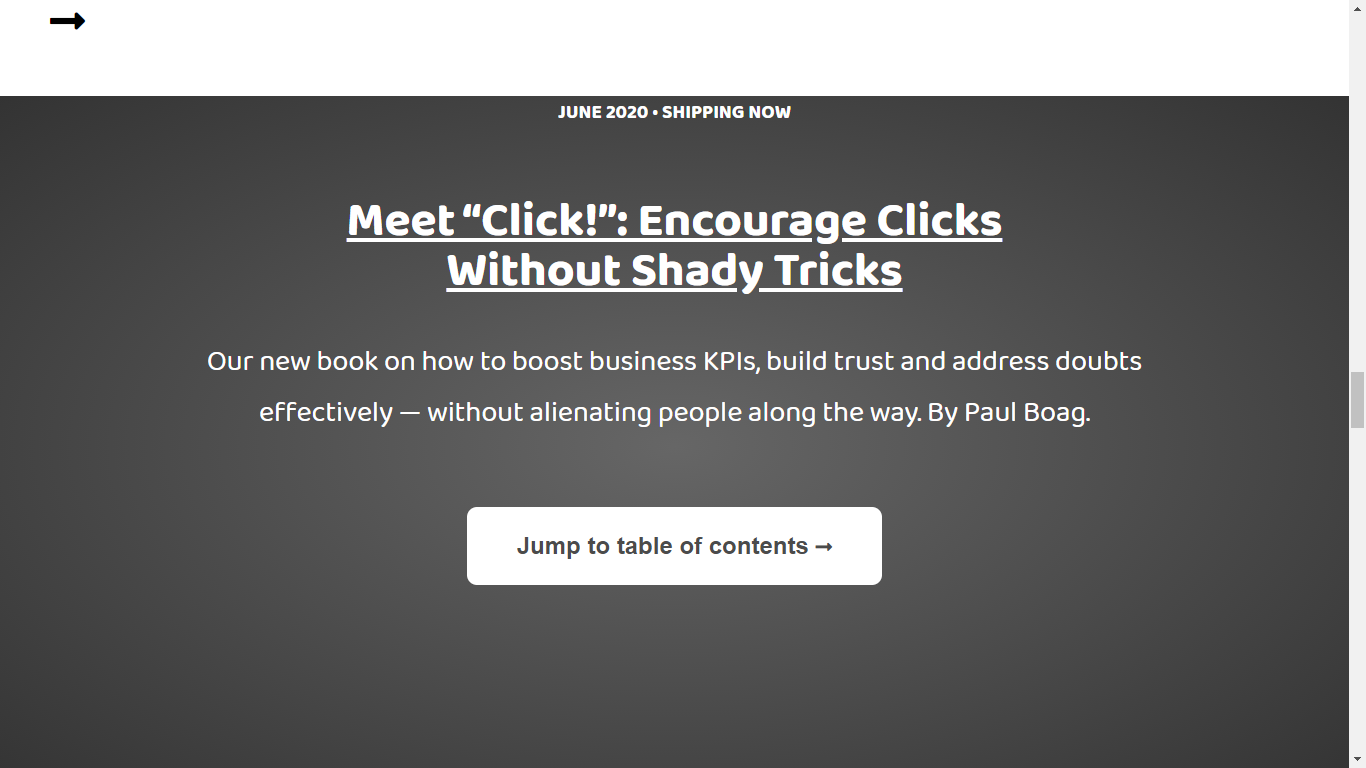 JUNE 2020 • SHIPPING NOW
Meet “Click!”: Encourage Clicks
Without Shady Tricks
Our new book on how to boost business KPIs, build trust and address doubts
effectively — without alienating people along the way. By Paul Boag.
Jump to table of contents ➞